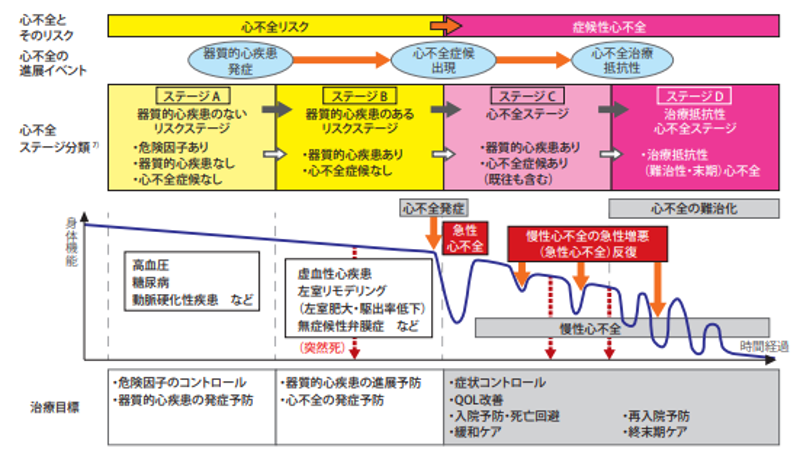 心不全と
そのリスク
心不全リスク
症候性心不全
心不全の
進展イベント
器質的心疾患
発症
心不全症候
出現
心不全治療
抵抗性
心不全
ステージ分類 7)
ステージA
器質的心疾患のない
リスクステージ
・危険因子あり
・器質的心疾患なし
・心不全症候なし
ステージB
器質的心疾患のある
リスクステージ
・器質的心疾患あり
・心不全症候なし
ステージC
心不全ステージ
・器質的心疾患あり
・心不全症候あり
(既往も含む)
ステージD
治療抵抗性
心不全ステージ
・治療抵抗性
(難治性・末期)心不全
身体機能
心不全発症
心不全の難治化
急性
心不全
慢性心不全の急性増悪
(急性心不全)反復
高血圧
糖尿病
動脈硬化性疾患 など
虚血性心疾患
左室リモデリング
(左室肥大・駆出率低下)
無症候性弁膜症 など
(突然死)
慢性心不全
時間経過
治療目標
・危険因子のコントロール
・器質的心疾患の発症予防
・器質的心疾患の進展予防
・心不全の発症予防
・症状コントロール
・QOL改善
・入院予防・死亡回避
・緩和ケア
・再入院予防
・終末期ケア